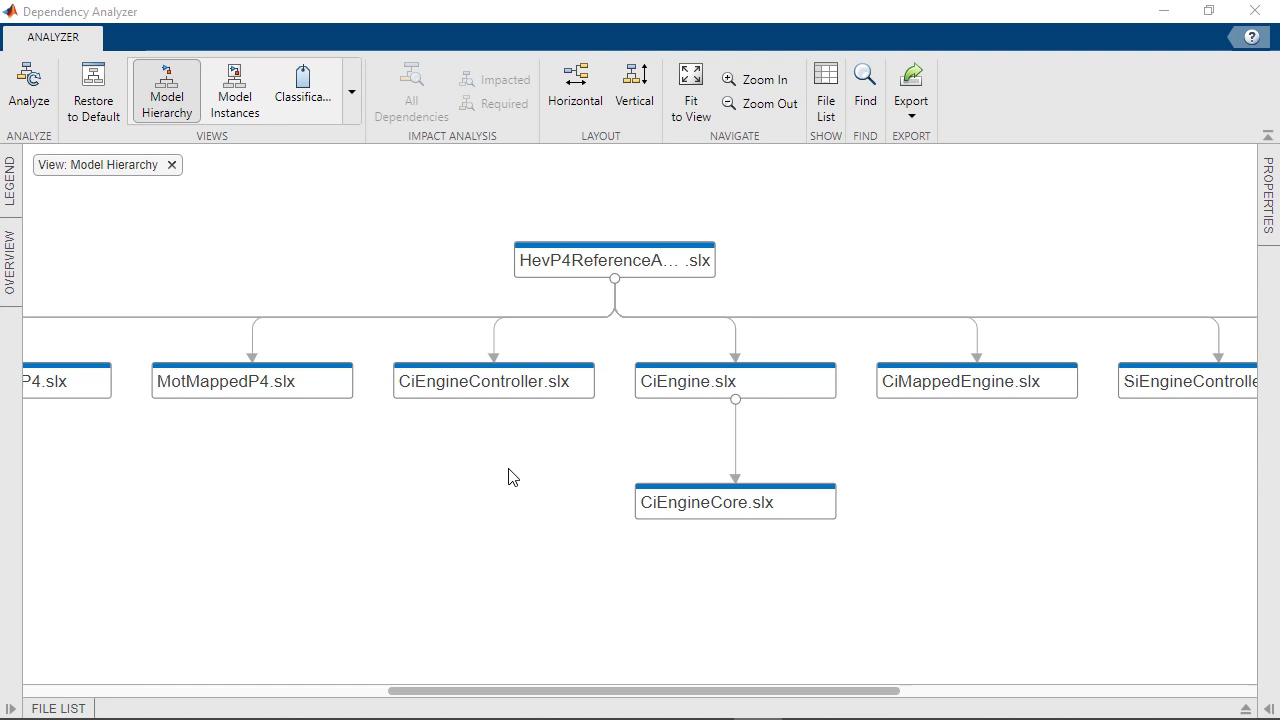 Dependency Analyzer
ANALYZER
?
Analyze
Restore
to Default
Model
Hierarchy
Model
Instances
Classifica...
All
Dependencies
Impacted
Required
Horizontal
Vertical
Fit
to View
Zoom In
Zoom Out
File
List
Find
Export
ANALYZE
VIEWS
IMPACT ANALYSIS
LAYOUT
NAVIGATE
SHOW
FIND
EXPORT
LEGEND
OVERVIEW
PROPERTIES
View: Model Hierarchy
HevP4ReferenceA... .slx
P4.slx
MotMappedP4.slx
CiEngineController.slx
CiEngine.slx
CiMappedEngine.slx
SiEngineControlle
CiEngineCore.slx
FILE LIST